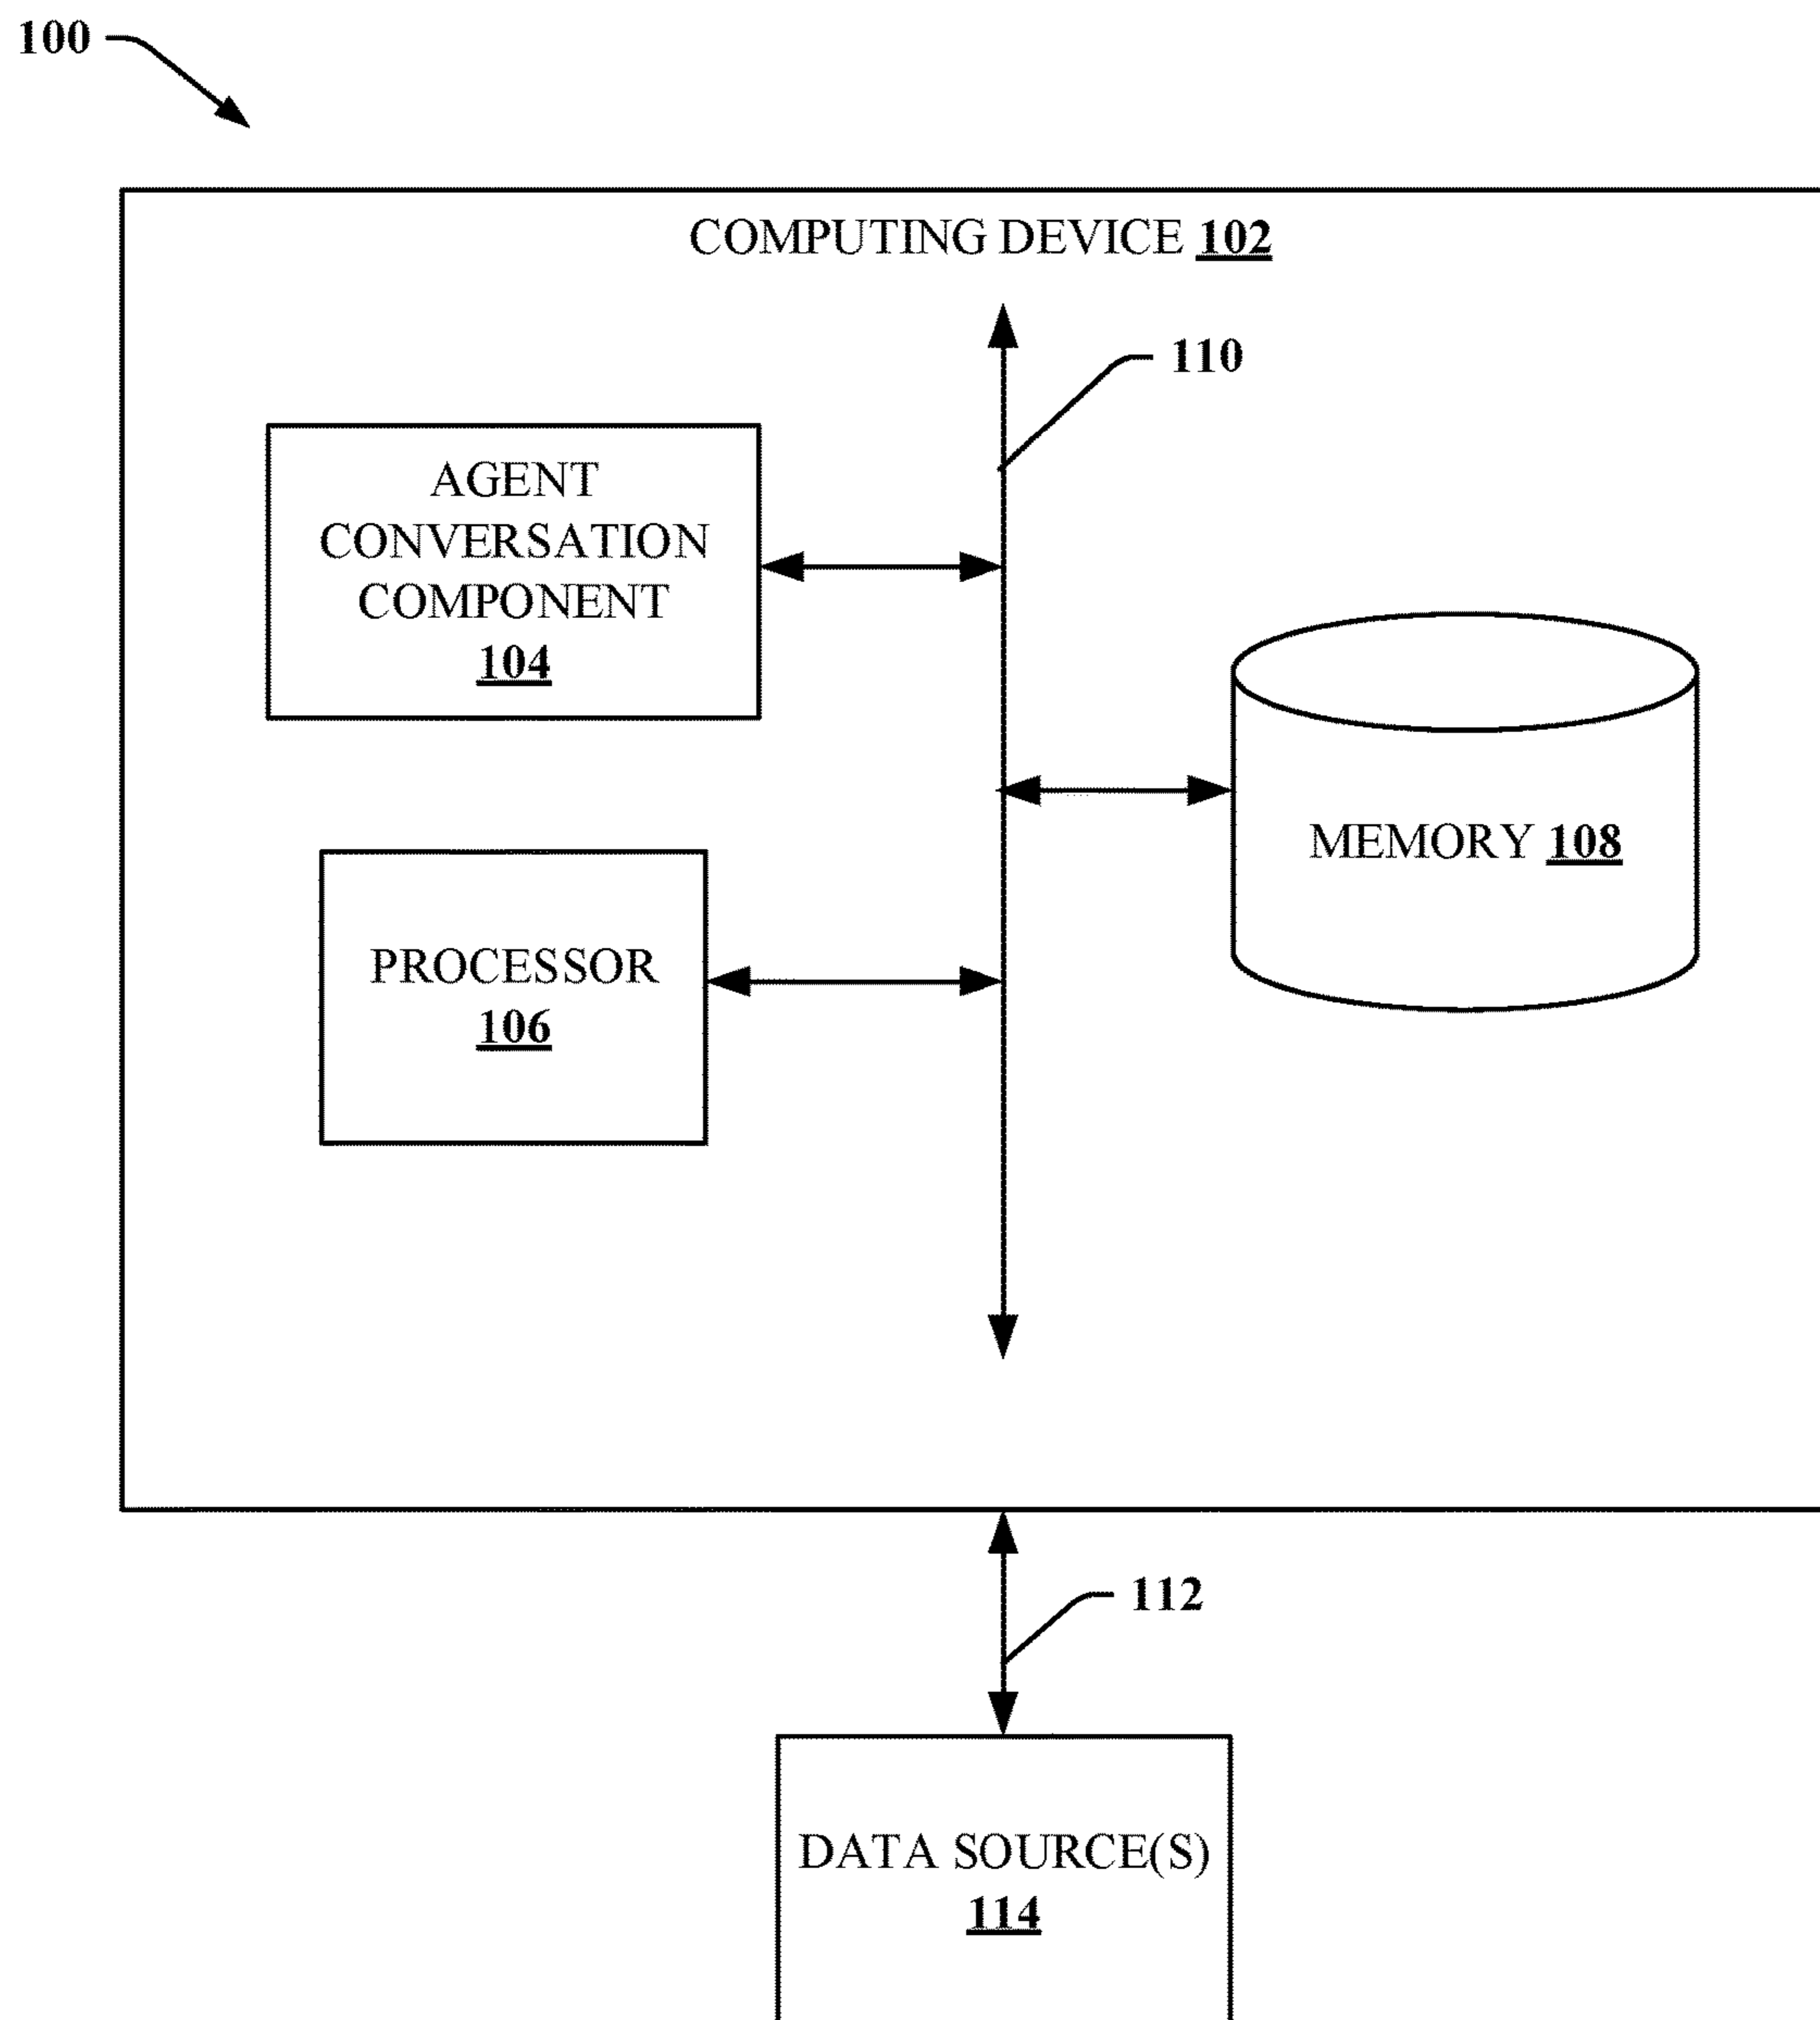 100
COMPUTING DEVICE 102
110
AGENT
CONVERSATION
COMPONENT
104
MEMORY 108
PROCESSOR
106
112
DATA SOURCE(S)
114